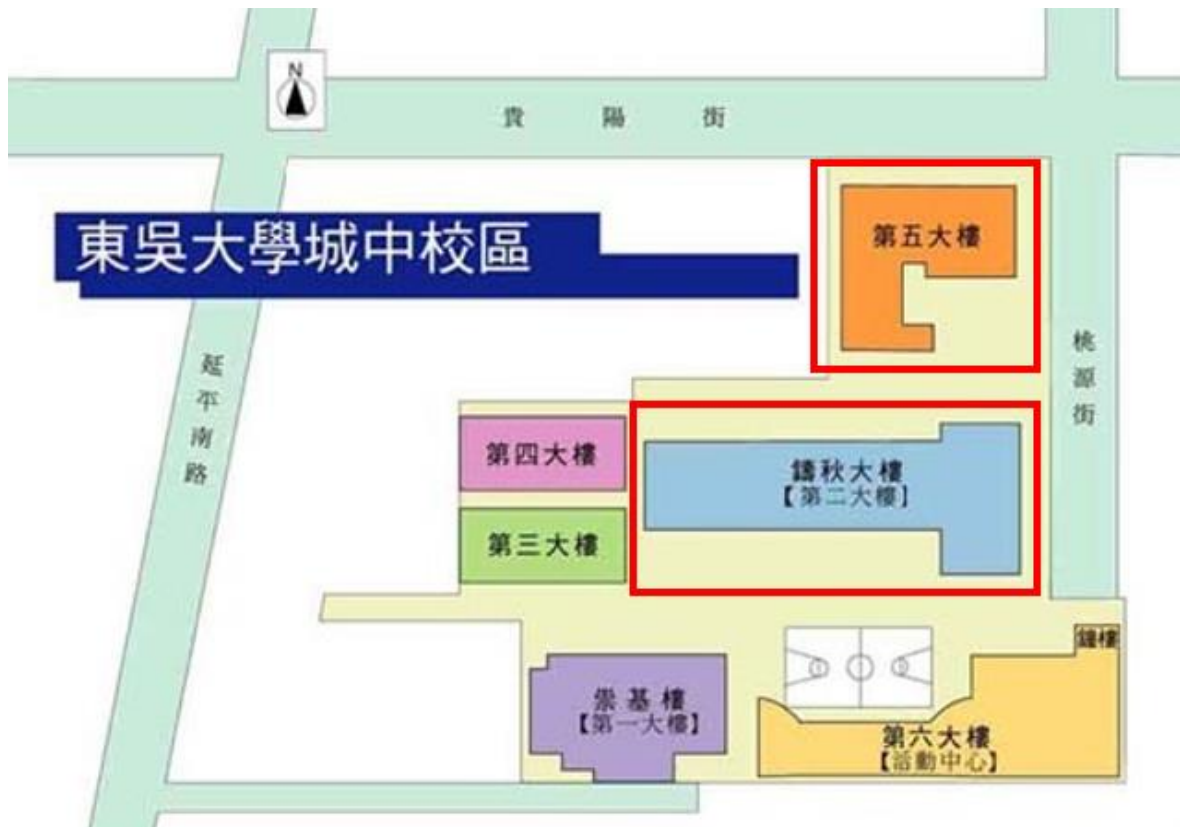 N
貴陽街
東吳大學城中校區
第五大樓
延平南路
桃源街
第四大樓
鑄秋大樓
【第二大樓】
第三大樓
鐘樓
崇基樓
【第一大樓】
第六大樓
【活動中心】